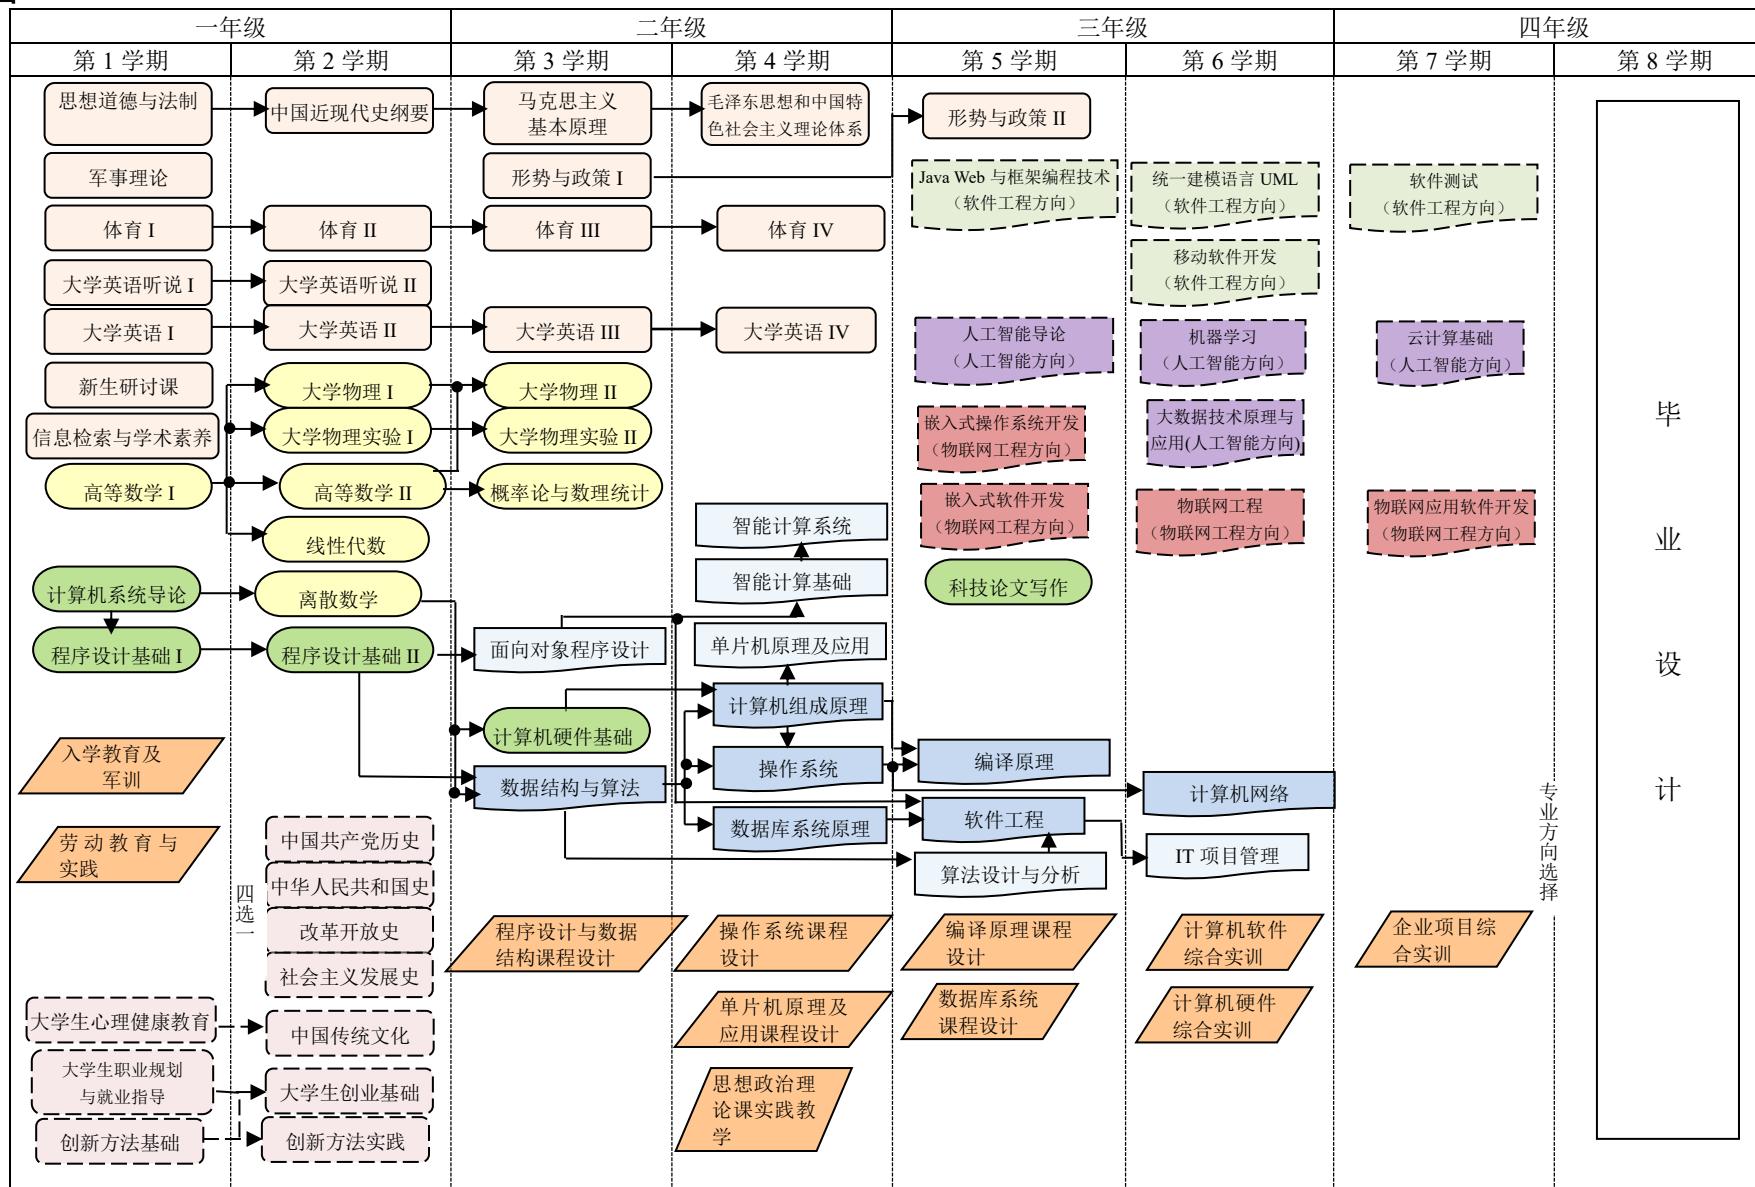 一年级
二年级
三年级
四年级
第 1 学期
第 2 学期
第 3 学期
第 4 学期
第 5 学期
第 6 学期
第 7 学期
第 8 学期
思想道德与法制
军事理论
体育 I
大学英语听说 I
大学英语 I
新生研讨课
信息检索与学术素养
高等数学 I
计算机系统导论
程序设计基础 I
入学教育及
军训
劳动教育与
实践
大学生心理健康教育
大学生职业规划
与就业指导
创新方法基础
中国近现代史纲要
体育 II
大学英语听说 II
大学英语 II
大学物理 I
大学物理实验 I
高等数学 II
线性代数
离散数学
程序设计基础 II
四选一
中国共产党历史
中华人民共和国史
改革开放史
社会主义发展史
中国传统文化
大学生创业基础
创新方法实践
马克思主义
基本原理
形势与政策 I
体育 III
大学英语 III
大学物理 II
大学物理实验 II
概率论与数理统计
面向对象程序设计
计算机硬件基础
数据结构与算法
程序设计与数据
结构课程设计
毛泽东思想和中国特
色社会主义理论体系
体育 IV
大学英语 IV
智能计算系统
智能计算基础
单片机原理及应用
计算机组成原理
操作系统
数据库系统原理
操作系统课程
设计
单片机原理及
应用课程设计
思想政治理
论课实践教
学
形势与政策 II
Java Web 与框架编程技术
（软件工程方向）
人工智能导论
（人工智能方向）
嵌入式操作系统开发
（物联网工程方向）
嵌入式软件开发
（物联网工程方向）
科技论文写作
编译原理
软件工程
算法设计与分析
编译原理课程
设计
数据库系统
课程设计
统一建模语言 UML
（软件工程方向）
移动软件开发
（软件工程方向）
机器学习
（人工智能方向）
大数据技术原理与
应用(人工智能方向)
物联网工程
（物联网工程方向）
计算机网络
IT 项目管理
计算机软件
综合实训
计算机硬件
综合实训
软件测试
（软件工程方向）
云计算基础
（人工智能方向）
物联网应用软件开发
（物联网工程方向）
企业项目综
合实训
专业方向选择
毕业设计